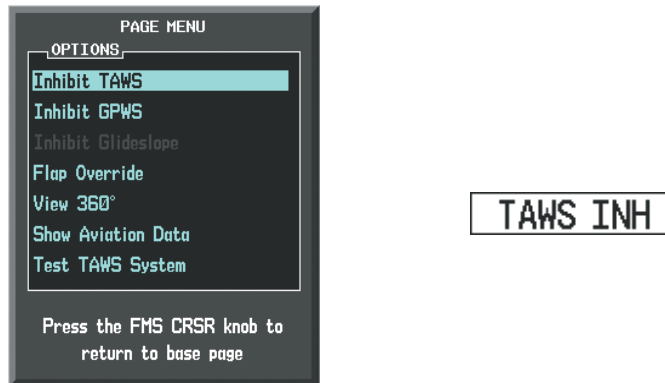 PAGE MENU
OPTIONS
Inhibit TAWS
Inhibit GPWS
Inhibit Glideslope
Flap Override
View 360°
Show Aviation Data
Test TAWS System
Press the FMS CRSR knob to
return to base page
TAWS INH